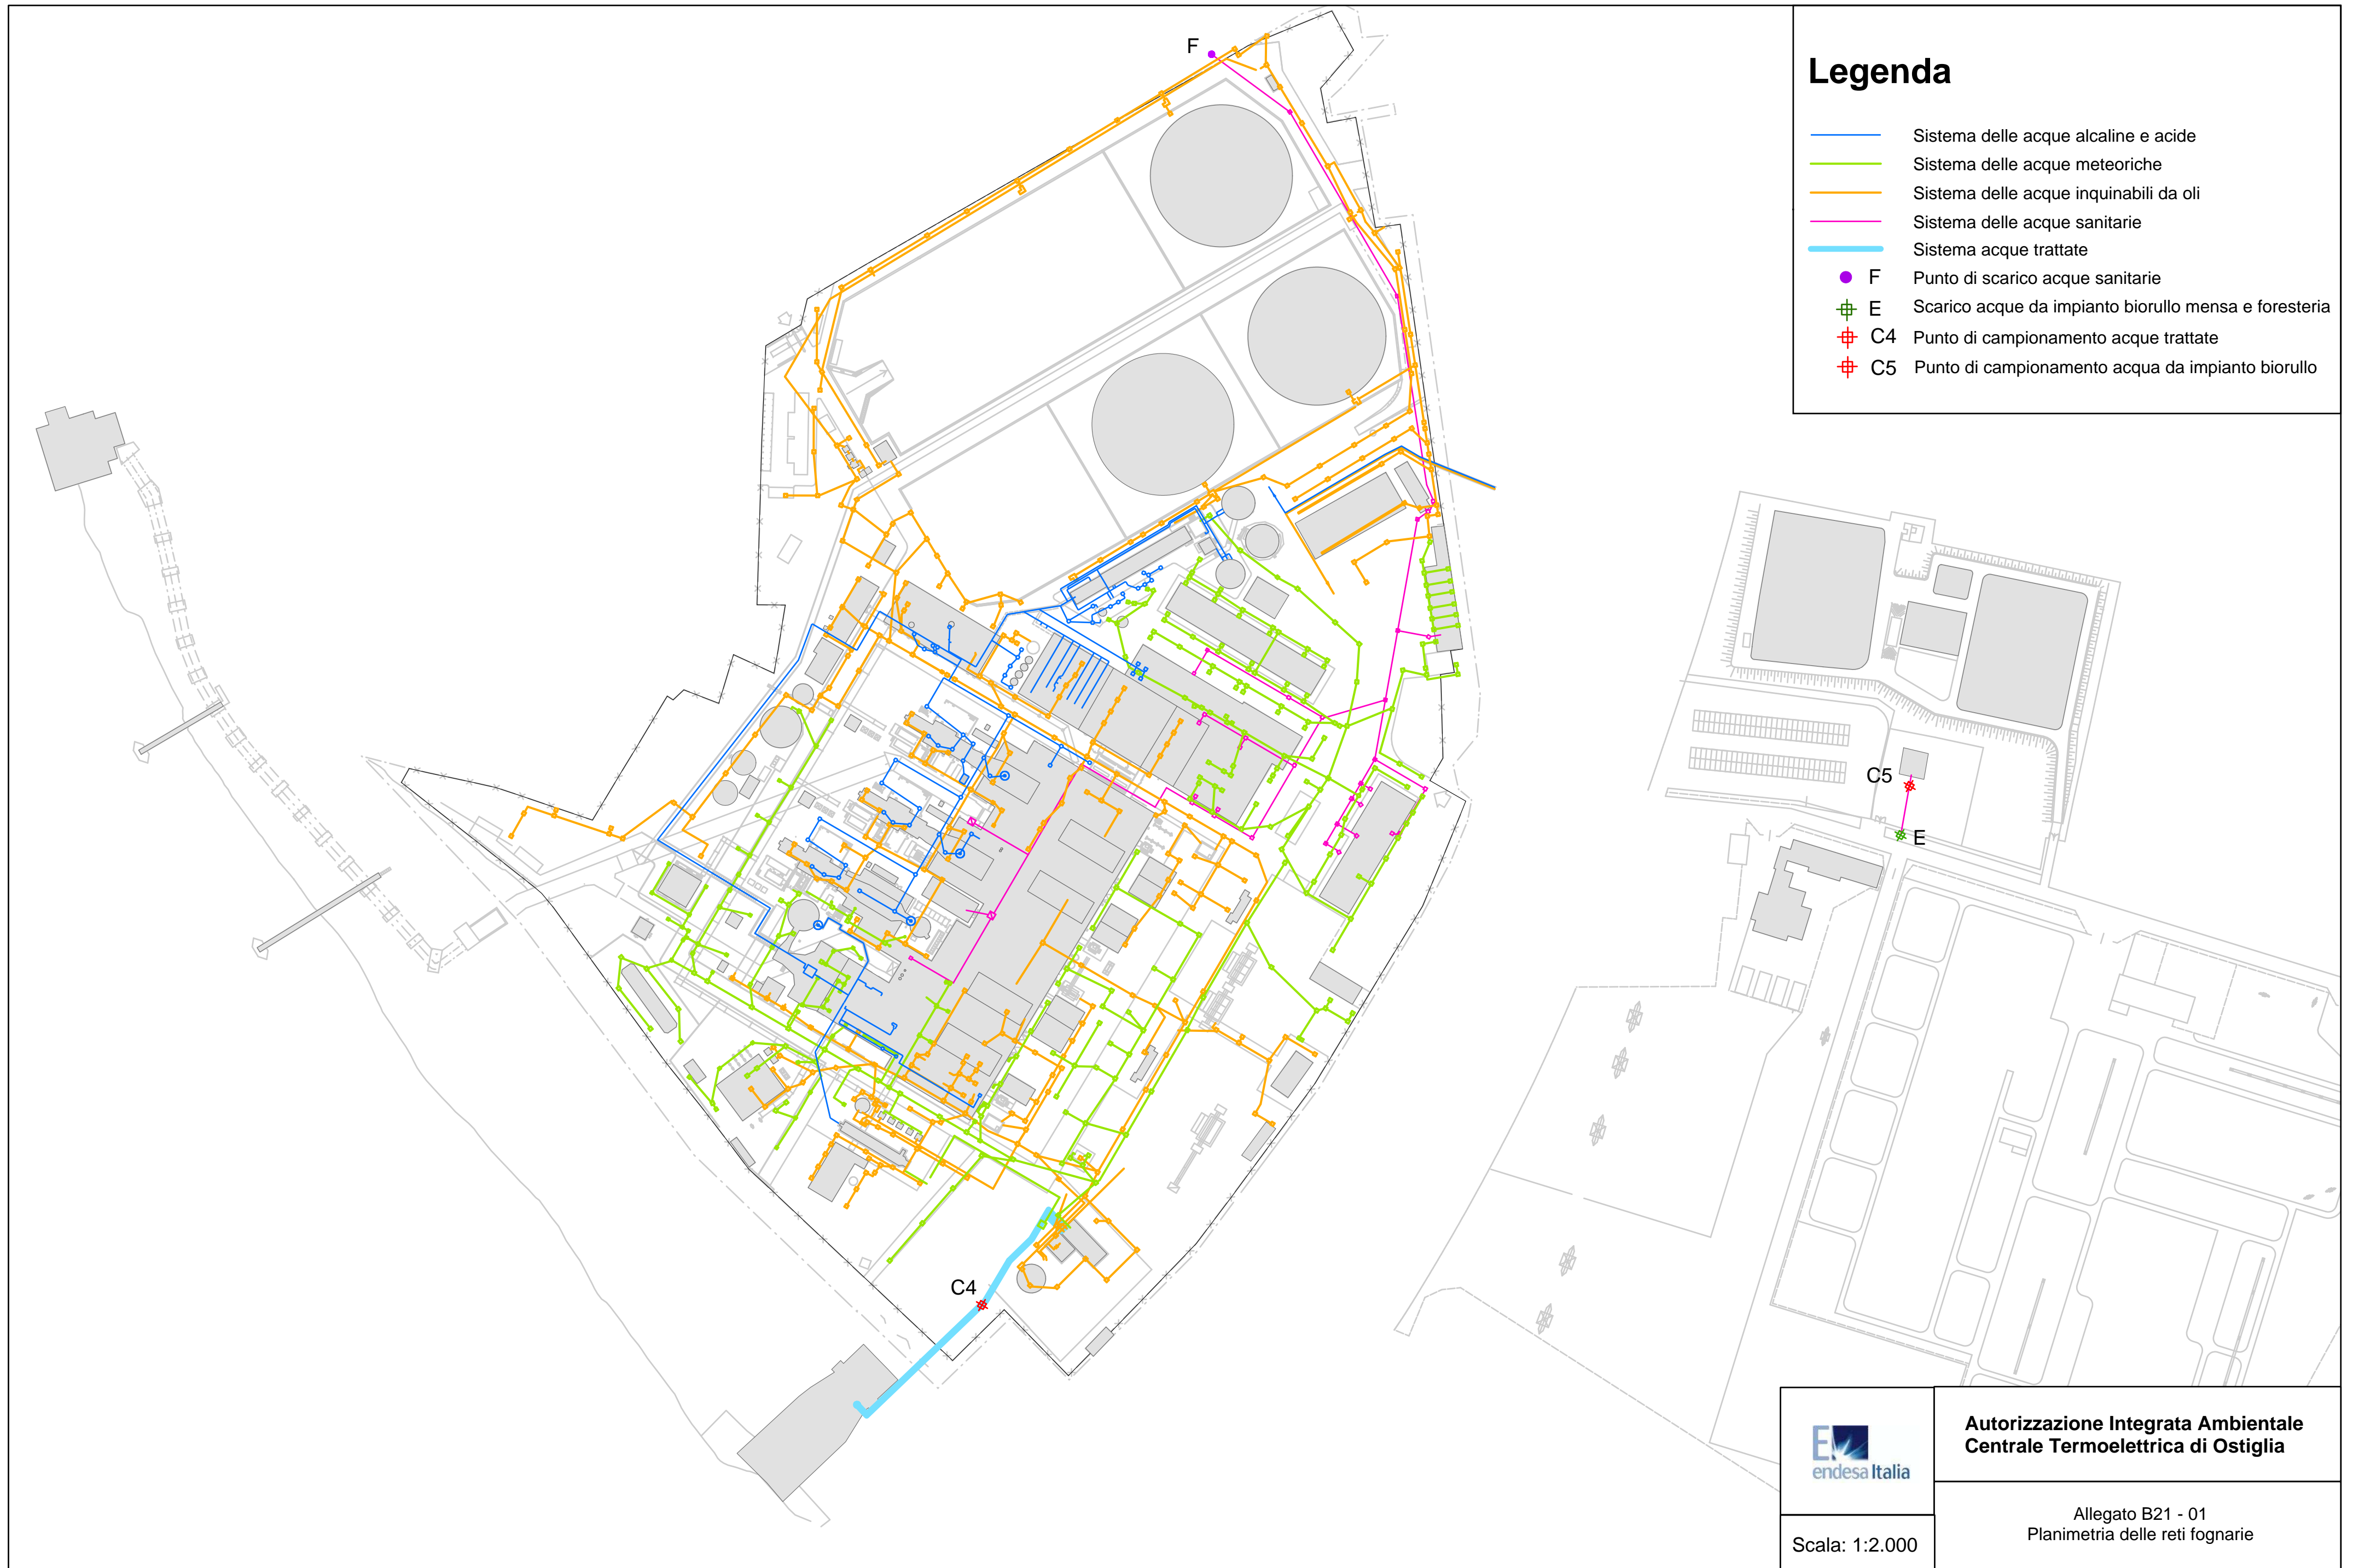 F
Legenda
Sistema delle acque alcaline e acide
Sistema delle acque meteoriche
Sistema delle acque inquinabili da oli
Sistema delle acque sanitarie
Sistema acque trattate
F Punto di scarico acque sanitarie
E Scarico acque da impianto biorullo mensa e foresteria
C4 Punto di campionamento acque trattate
C5 Punto di campionamento acqua da impianto biorullo
C5
E
C4
E
endesa Italia
Autorizzazione Integrata Ambientale
Centrale Termoelettrica di Ostiglia
Scala: 1:2.000
Allegato B21 - 01
Planimetria delle reti fognarie